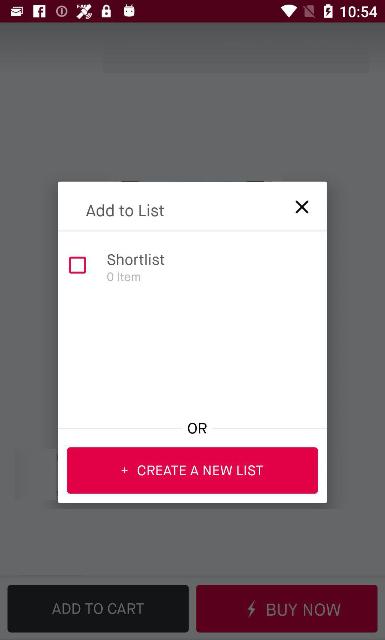 10:54
Add to List
Shortlist
0 Item
OR
+ CREATE A NEW LIST
ADD TO CART
BUY NOW